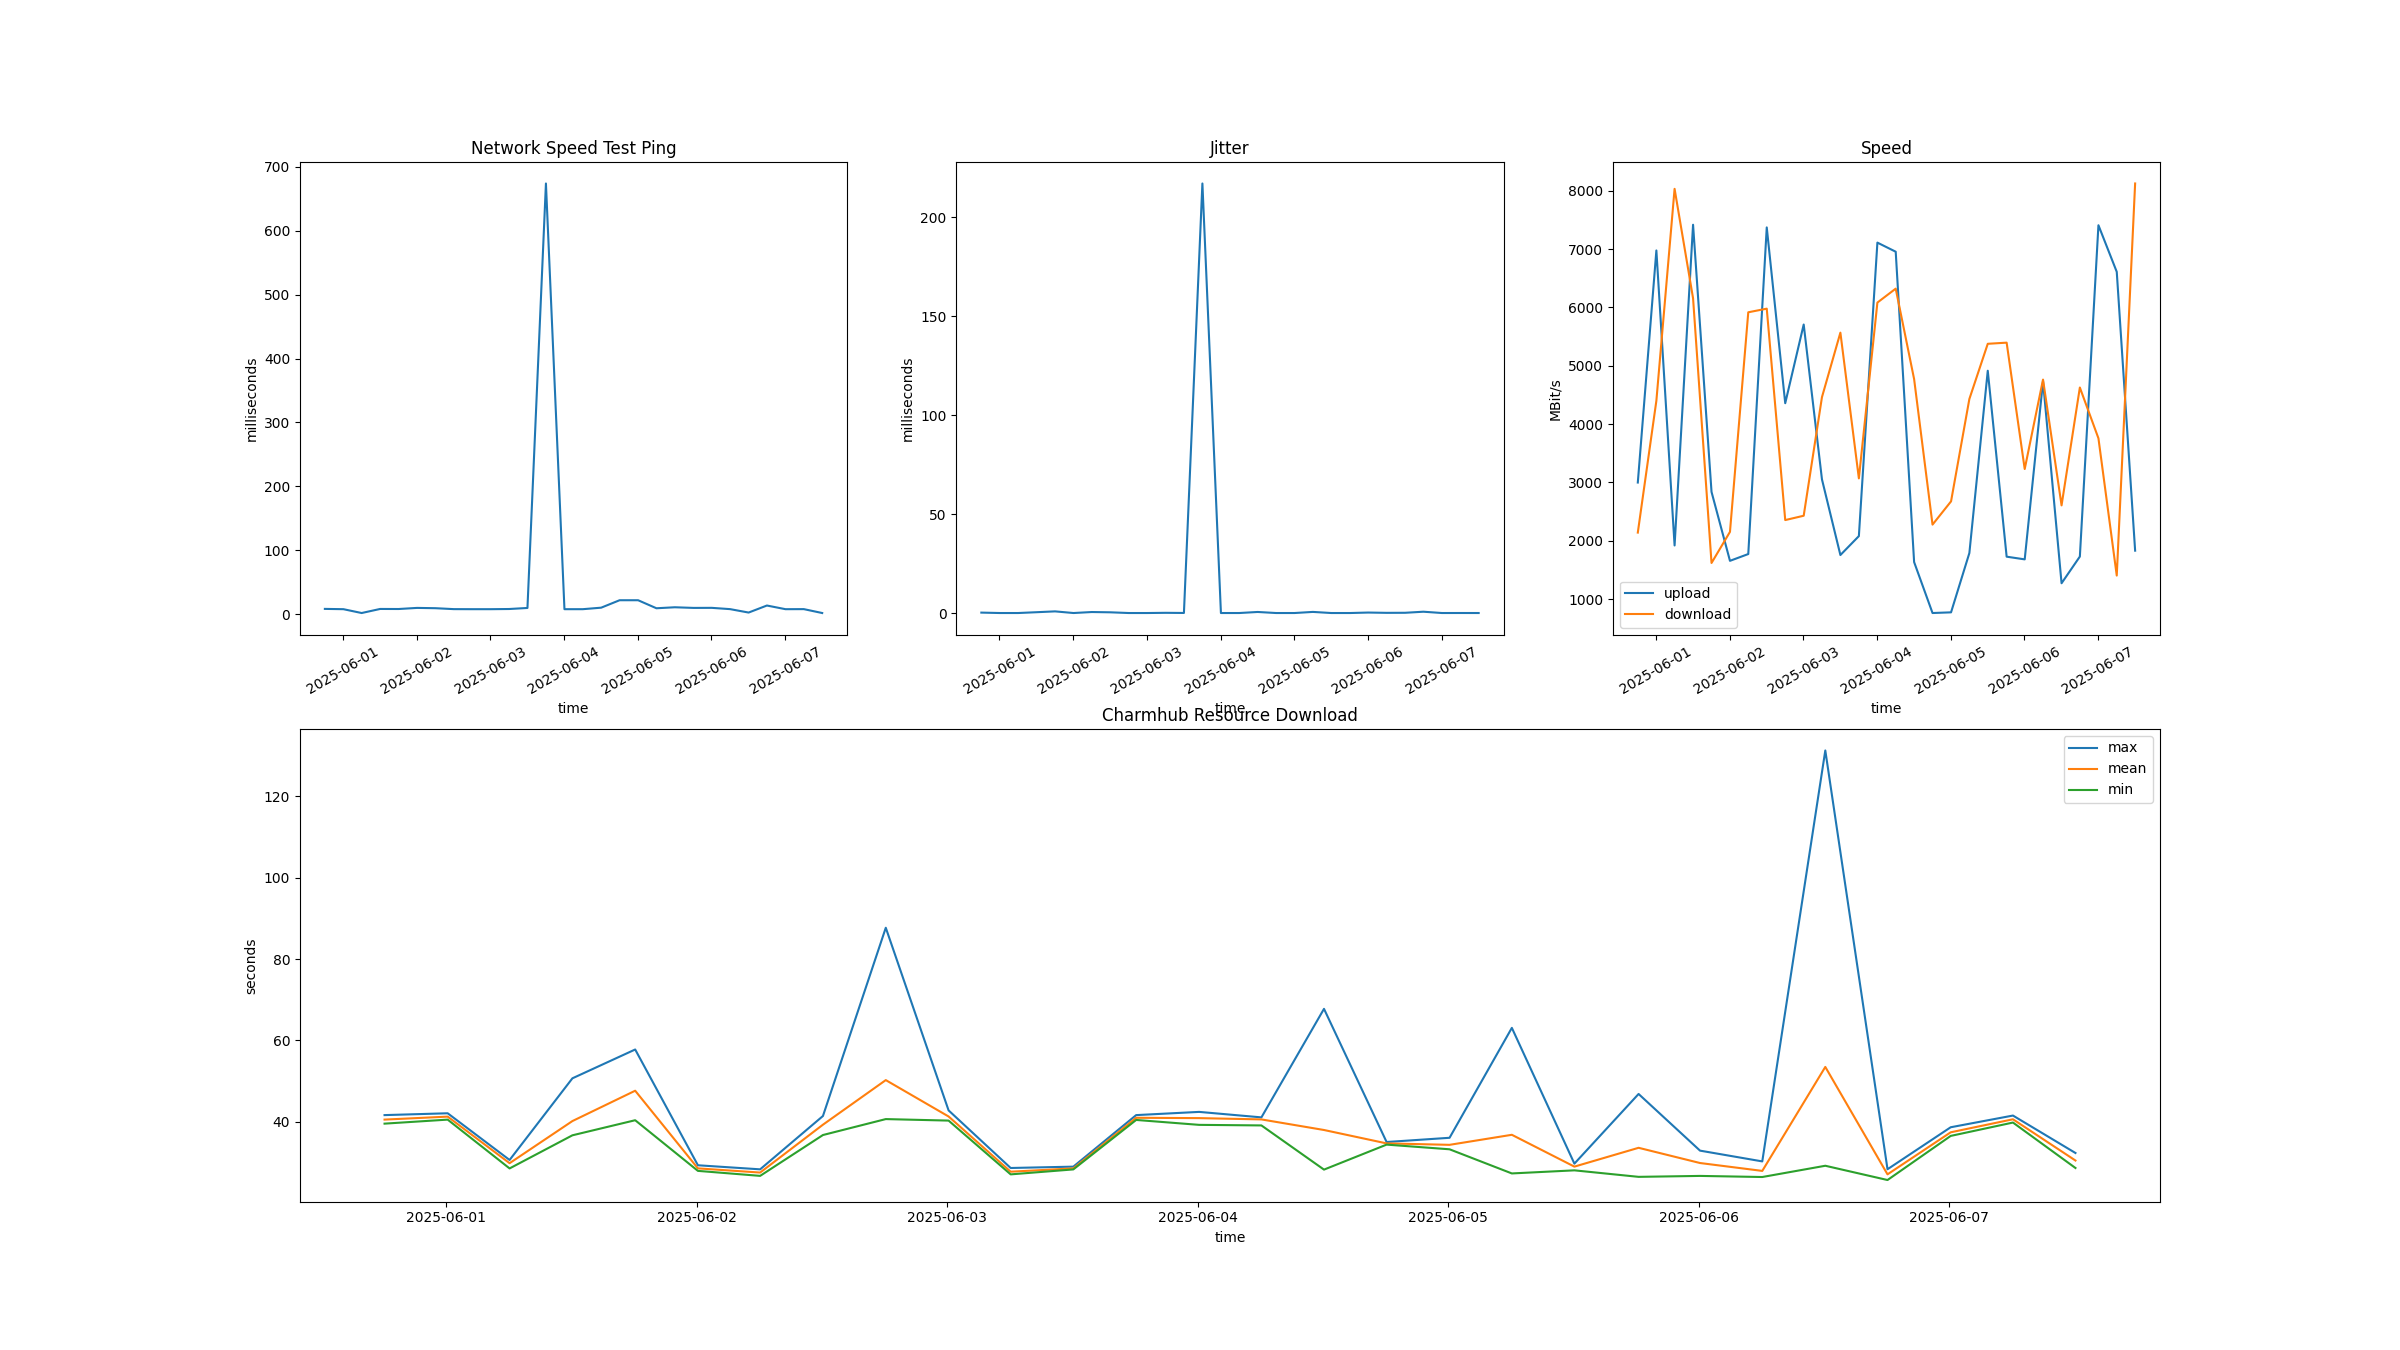 Network Speed Test Ping
700
600
500
400
300
200
100
0
milliseconds
2025-06-01 2025-06-02 2025-06-03 2025-06-04 2025-06-05 2025-06-06 2025-06-07
time
Jitter
200
150
100
50
0
milliseconds
2025-06-01 2025-06-02 2025-06-03 2025-06-04 2025-06-05 2025-06-06 2025-06-07
time
Speed
8000
7000
6000
5000
4000
3000
2000
1000
MBit/s
upload
download
2025-06-01 2025-06-02 2025-06-03 2025-06-04 2025-06-05 2025-06-06 2025-06-07
time
Charmhub Resource Download
120
100
80
60
40
seconds
max
mean
min
2025-06-01 2025-06-02 2025-06-03 2025-06-04 2025-06-05 2025-06-06 2025-06-07
time